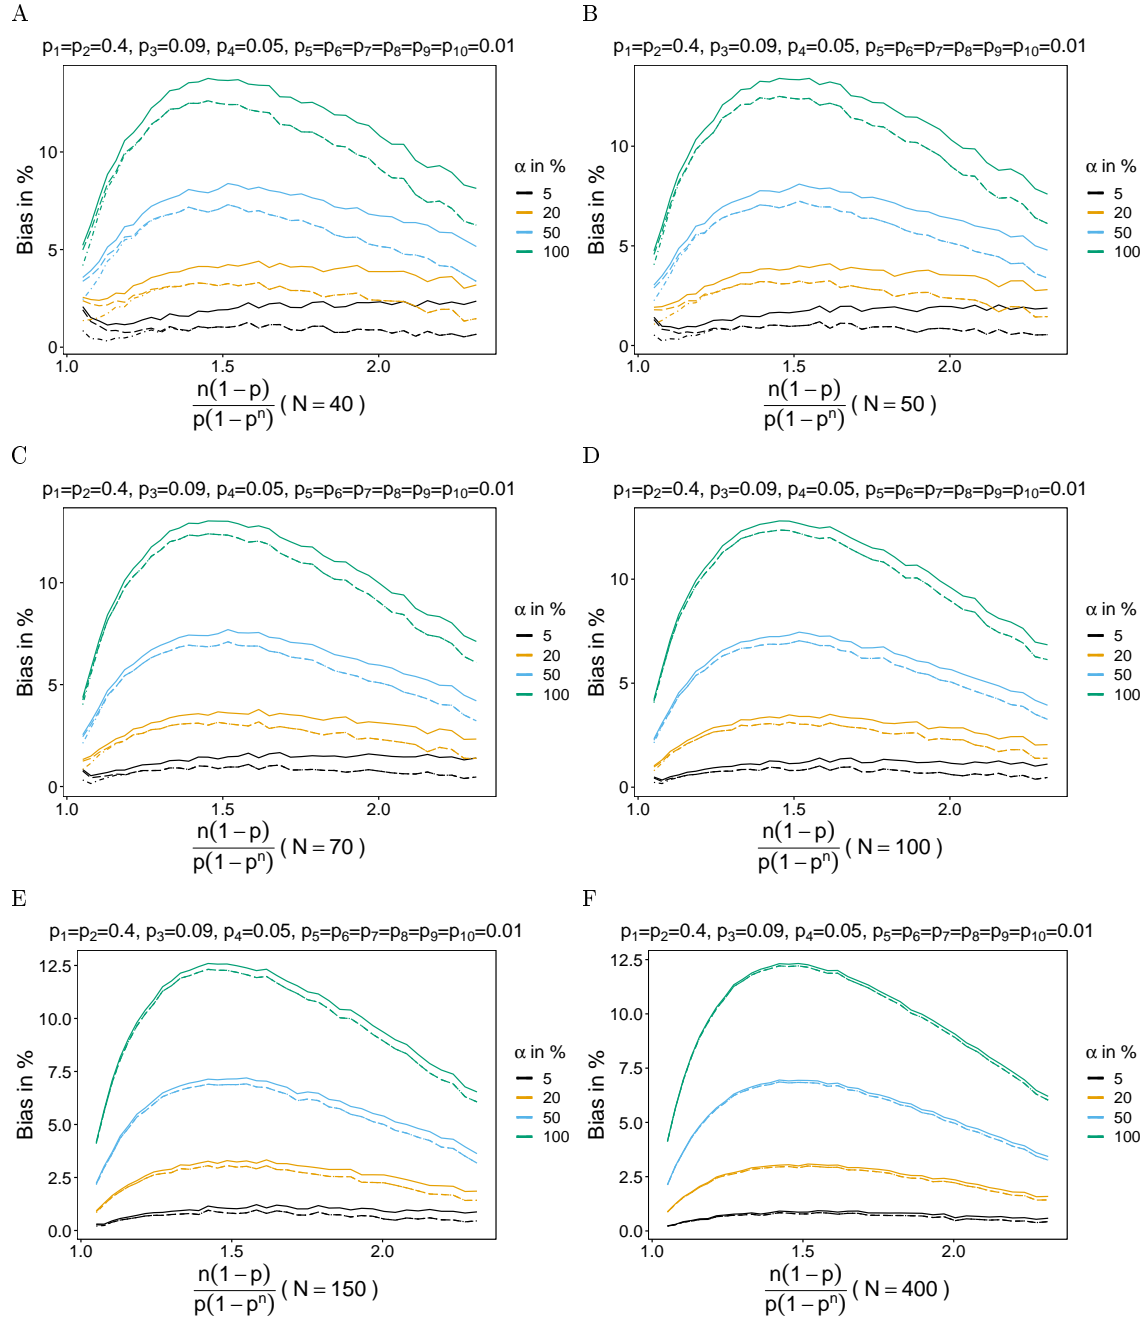 A
p1=p2=0.4, p3=0.09, p4=0.05, p5=p6=p7=p8=p9=p10=0.01
Bias in %
10
5
0
1.0 1.5 2.0
n(1−p)
p(1−pⁿ) ( N = 40 )
α in %
5
20
50
100
B
p1=p2=0.4, p3=0.09, p4=0.05, p5=p6=p7=p8=p9=p10=0.01
Bias in %
10
5
0
1.0 1.5 2.0
n(1−p)
p(1−pⁿ) ( N = 50 )
α in %
5
20
50
100
C
p1=p2=0.4, p3=0.09, p4=0.05, p5=p6=p7=p8=p9=p10=0.01
Bias in %
10
5
0
1.0 1.5 2.0
n(1−p)
p(1−pⁿ) ( N = 70 )
α in %
5
20
50
100
D
p1=p2=0.4, p3=0.09, p4=0.05, p5=p6=p7=p8=p9=p10=0.01
Bias in %
10
5
0
1.0 1.5 2.0
n(1−p)
p(1−pⁿ) ( N = 100 )
α in %
5
20
50
100
E
p1=p2=0.4, p3=0.09, p4=0.05, p5=p6=p7=p8=p9=p10=0.01
Bias in %
12.5
10.0
7.5
5.0
2.5
0.0
1.0 1.5 2.0
n(1−p)
p(1−pⁿ) ( N = 150 )
α in %
5
20
50
100
F
p1=p2=0.4, p3=0.09, p4=0.05, p5=p6=p7=p8=p9=p10=0.01
Bias in %
12.5
10.0
7.5
5.0
2.5
0.0
1.0 1.5 2.0
n(1−p)
p(1−pⁿ) ( N = 400 )
α in %
5
20
50
100